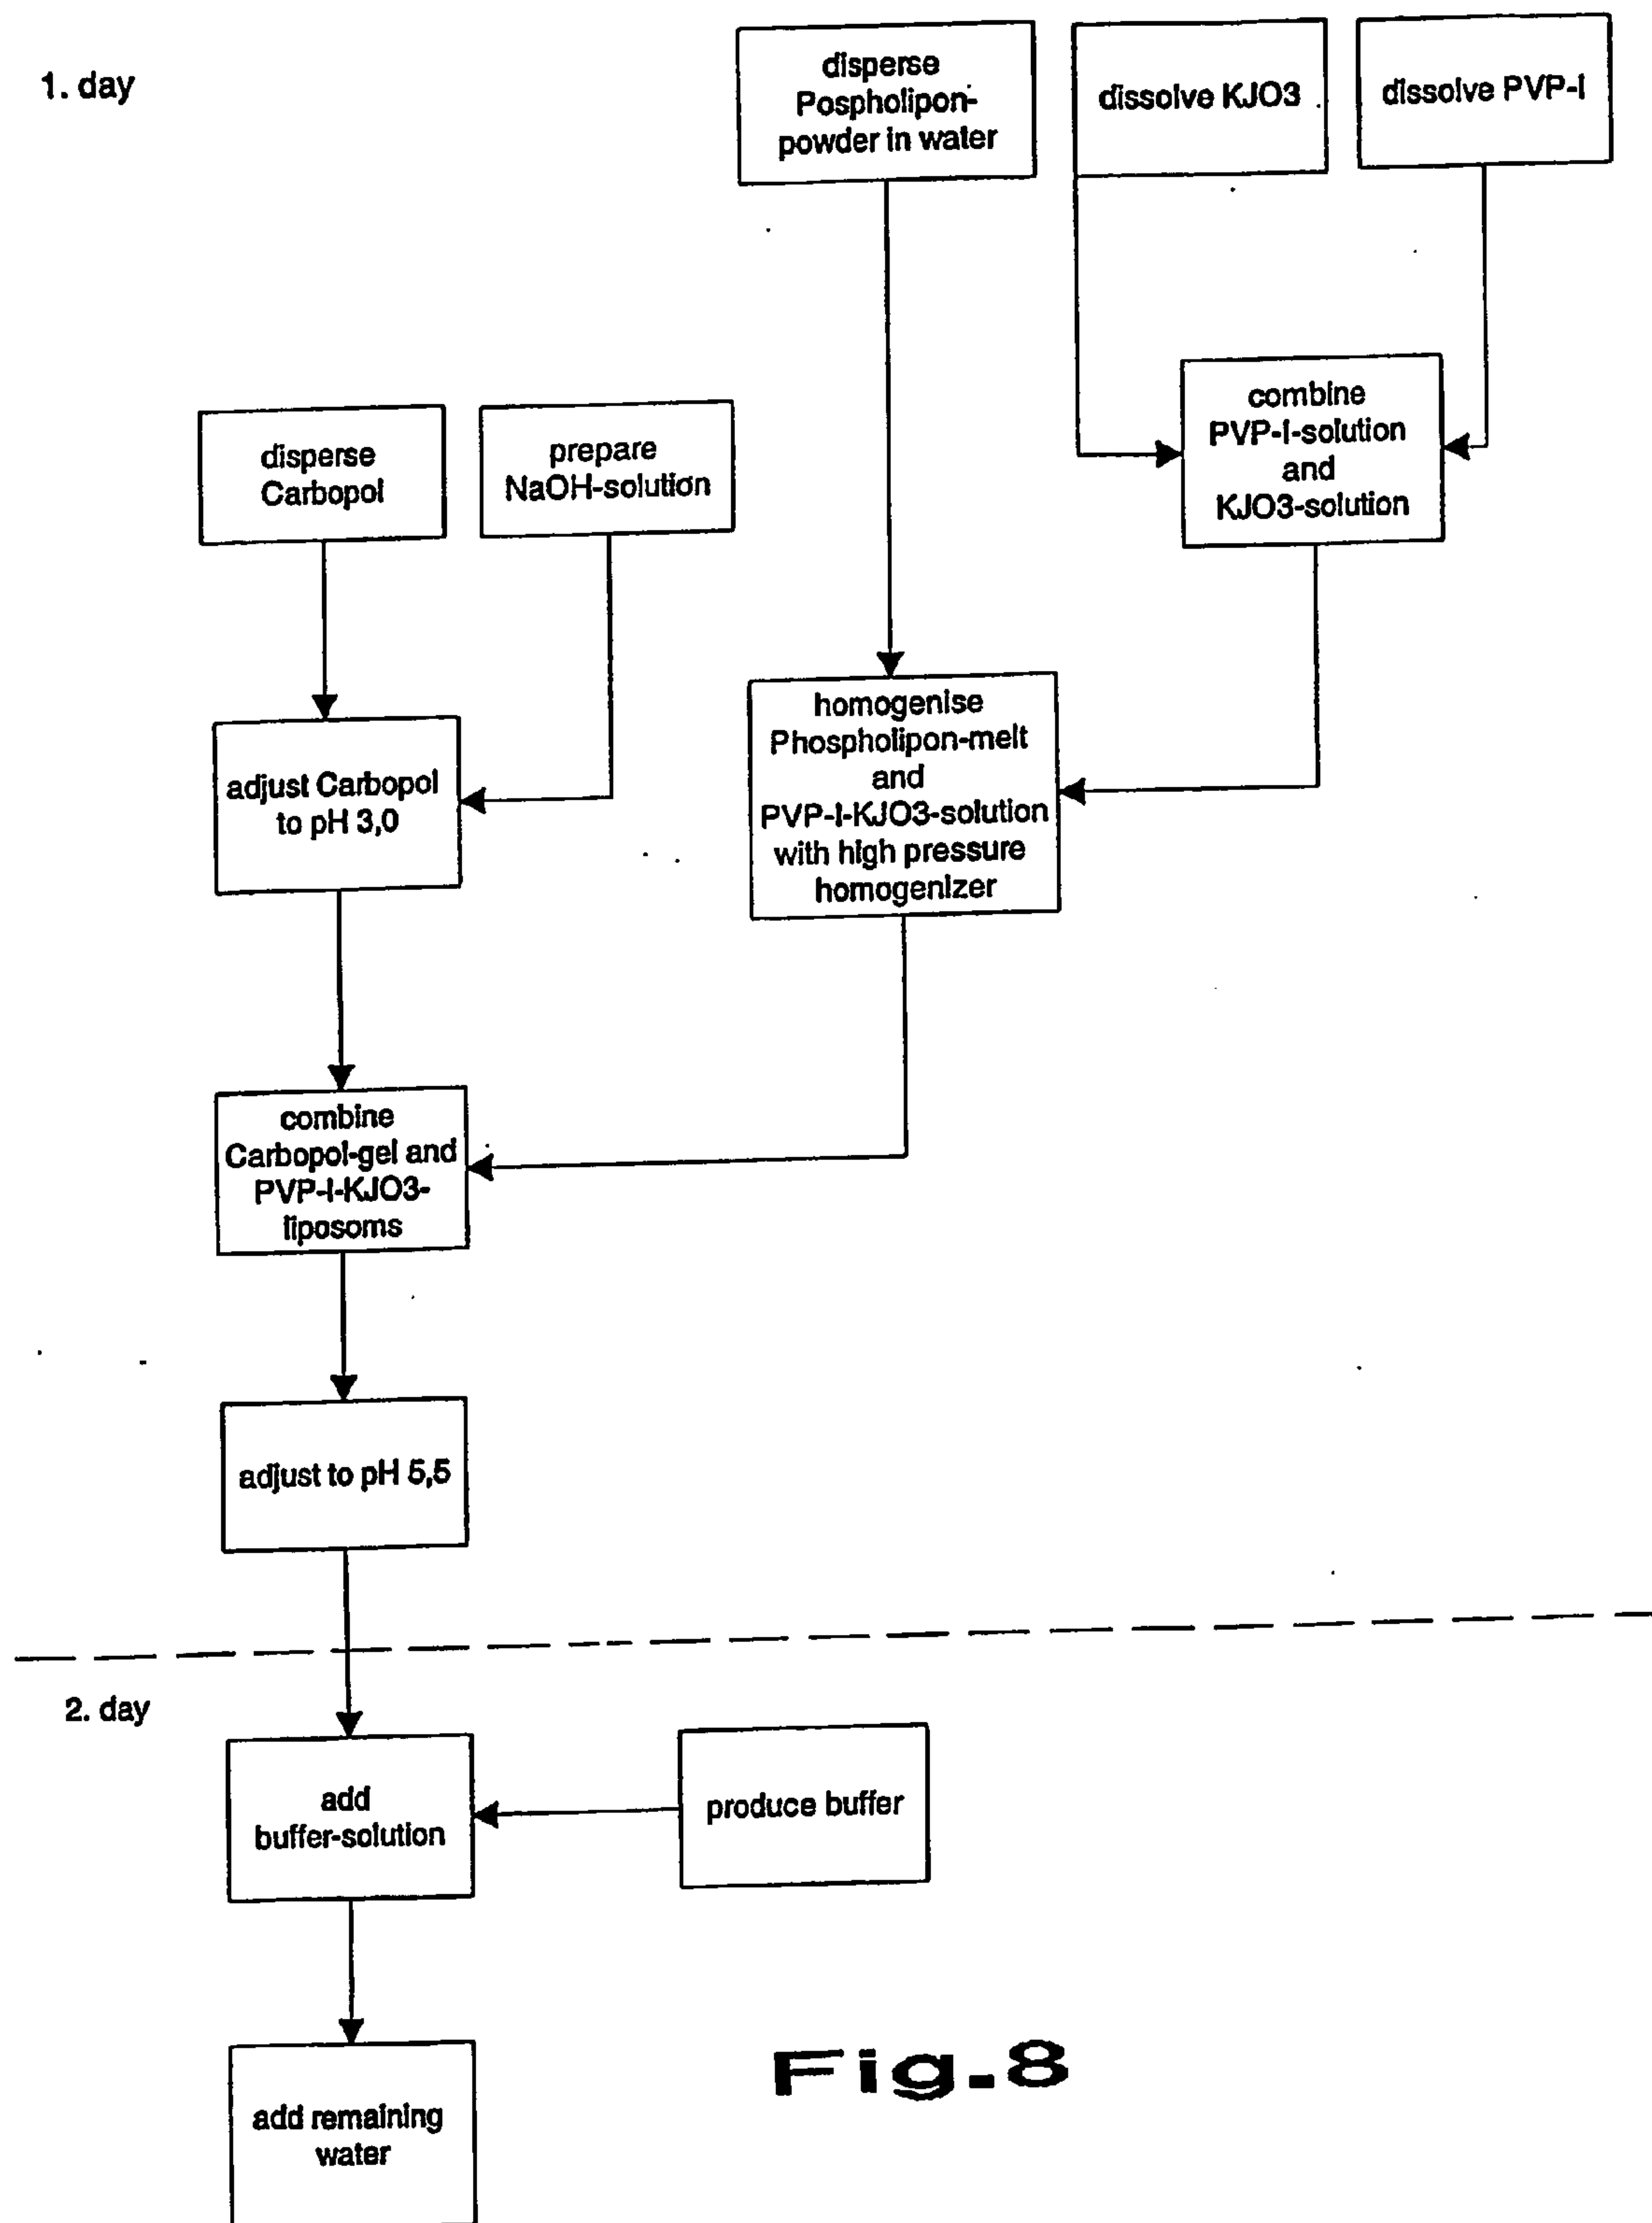 1. day
disperse
Pospholipon-
powder in water
dissolve KJO3
dissolve PVP-I
combine
PVP-I-solution
and
KJO3-solution
disperse
Carbopol
prepare
NaOH-solution
homogenise
Phospholipon-melt
and
PVP-I-KJO3-solution
with high pressure
homogenizer
adjust Carbopol
to pH 3,0
combine
Carbopol-gel and
PVP-I-KJO3-
liposoms
adjust to pH 5,5
2. day
add
buffer-solution
produce buffer
add remaining
water
Fig.8